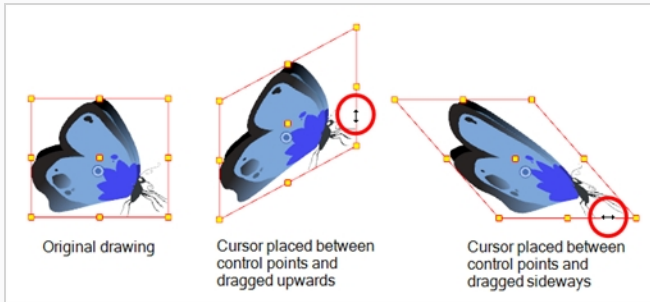 Original drawing
Cursor placed between
control points and
dragged upwards
Cursor placed between
control points and
dragged sideways